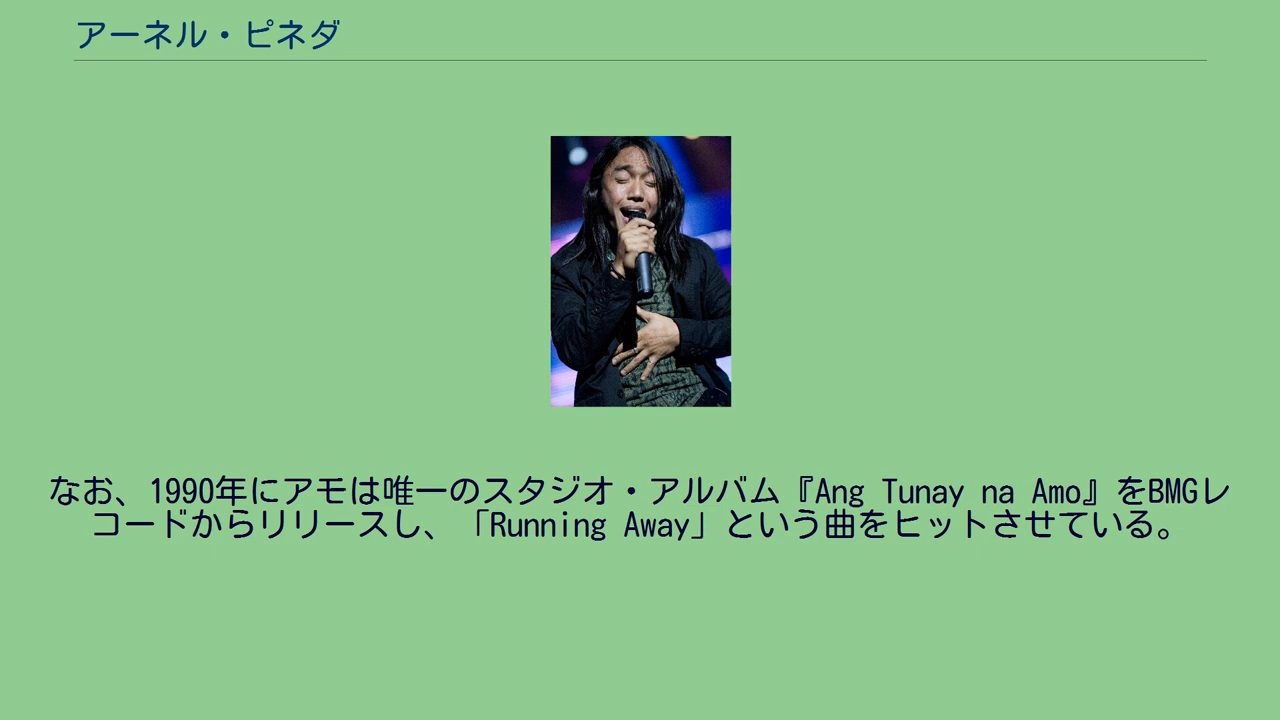 アーネル・ピネダ
なお、1990年にアモは唯一のスタジオ・アルバム『Ang Tunay na Amo』をBMGレ
コードからリリースし、「Running Away」という曲をヒットさせている。